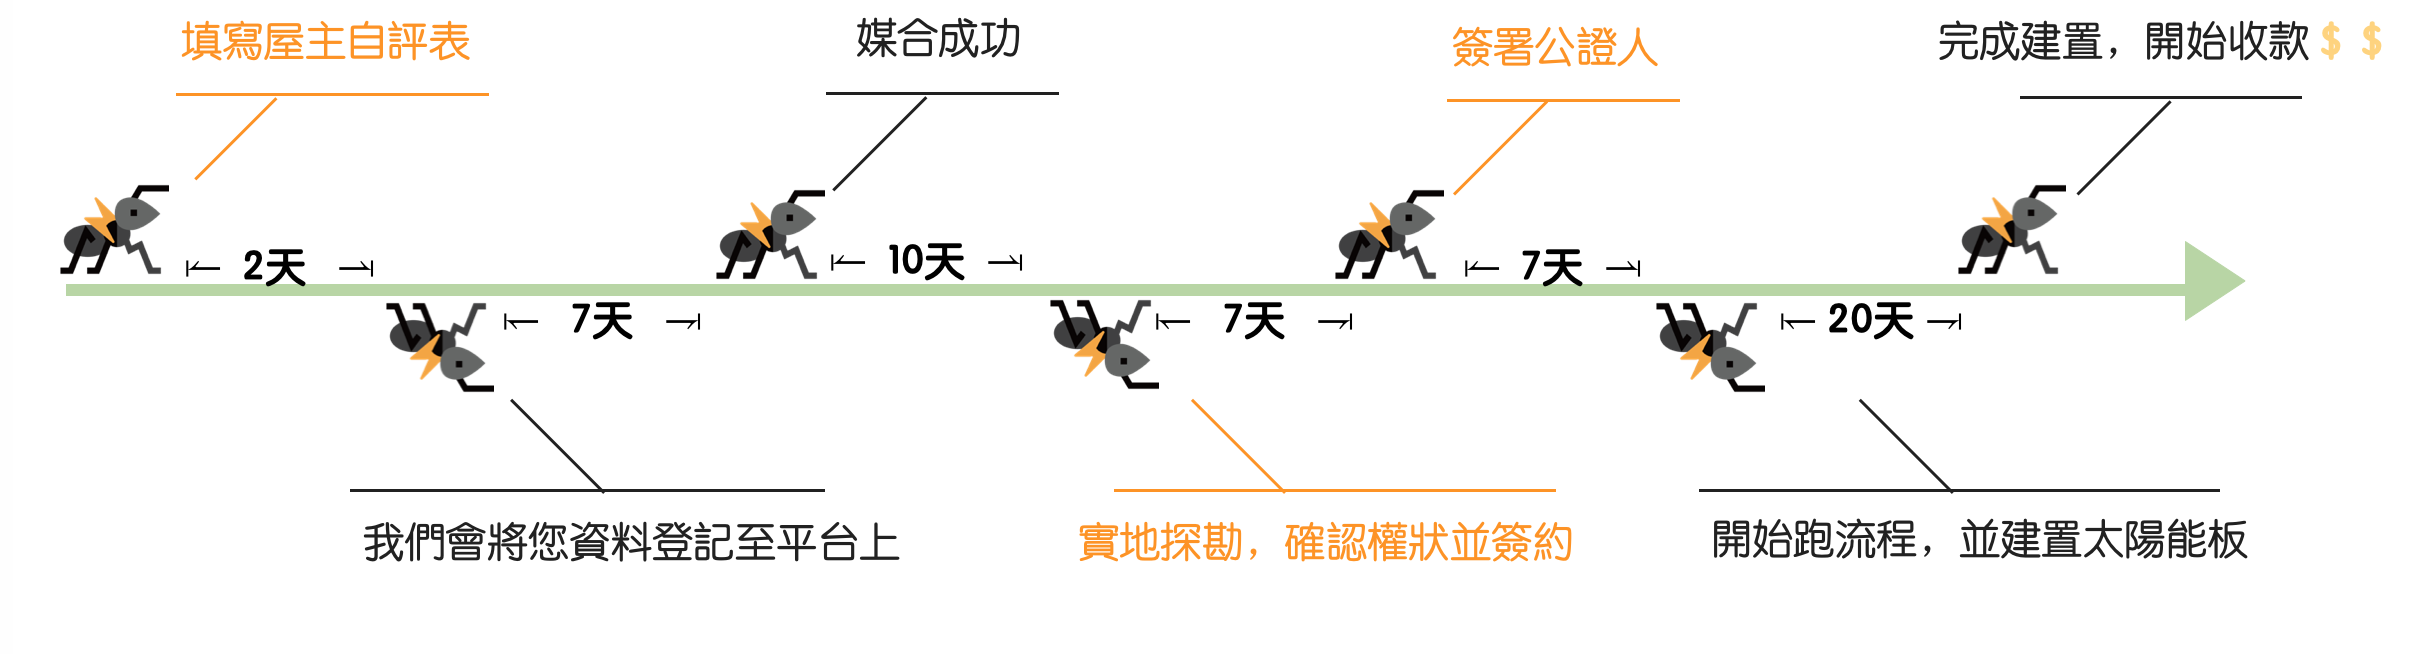 填寫屋主自評表
媒合成功
簽署公證人
完成建置，開始收款＄＄
2天
10天
7天
7天
7天
20天
我們會將您資料登記至平台上
實地探勘，確認權狀並簽約
開始跑流程，並建置太陽能板